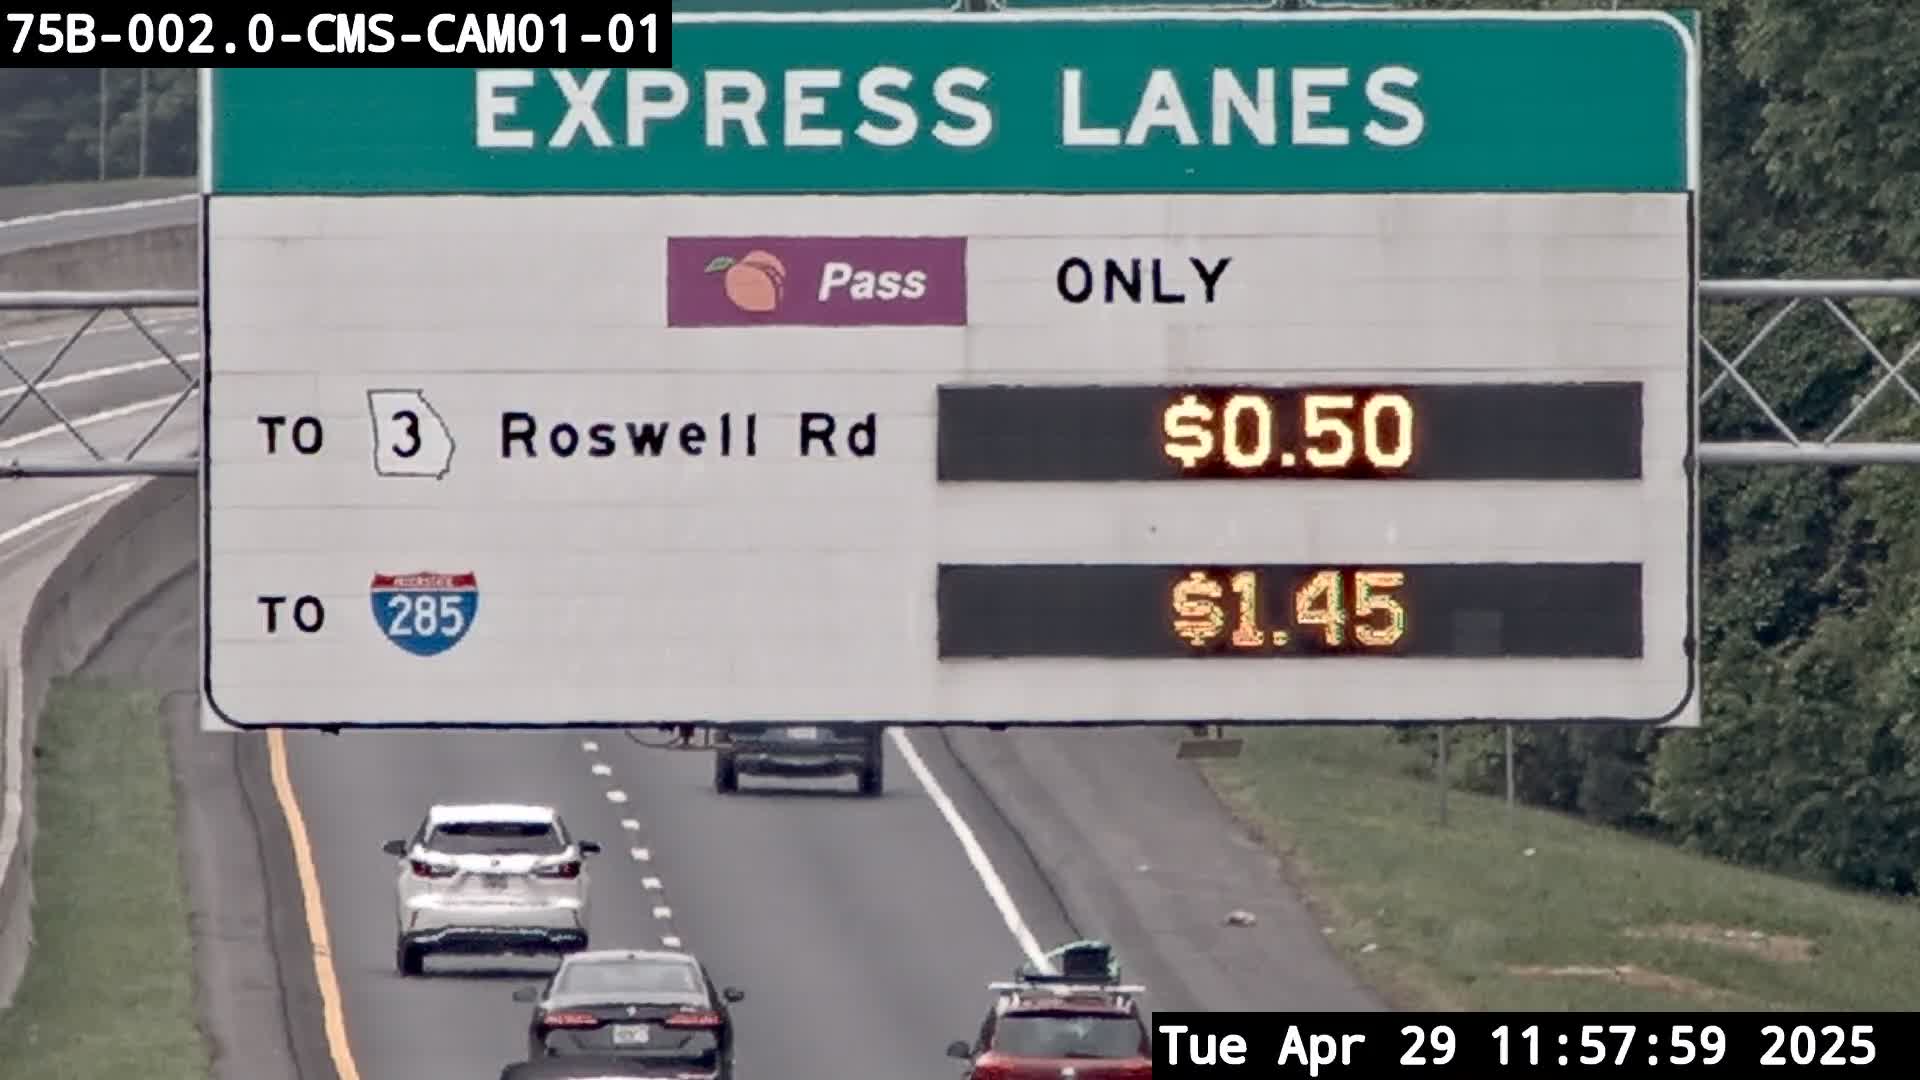 75B-002.0-CMS-CAM01-01
EXPRESS LANES
Pass ONLY
TO 3 Roswell Rd $0.50
INTERSTATE
TO 285 $1.45
Tue Apr 29 11:57:59 2025